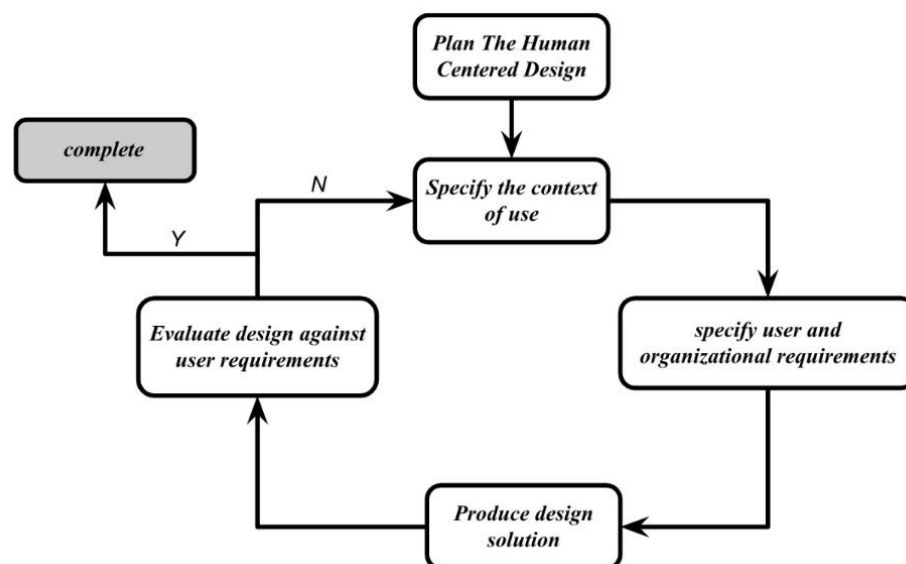 Plan The Human
Centered Design
complete
N
Specify the context
of use
Y
Evaluate design against
user requirements
specify user and
organizational requirements
Produce design
solution